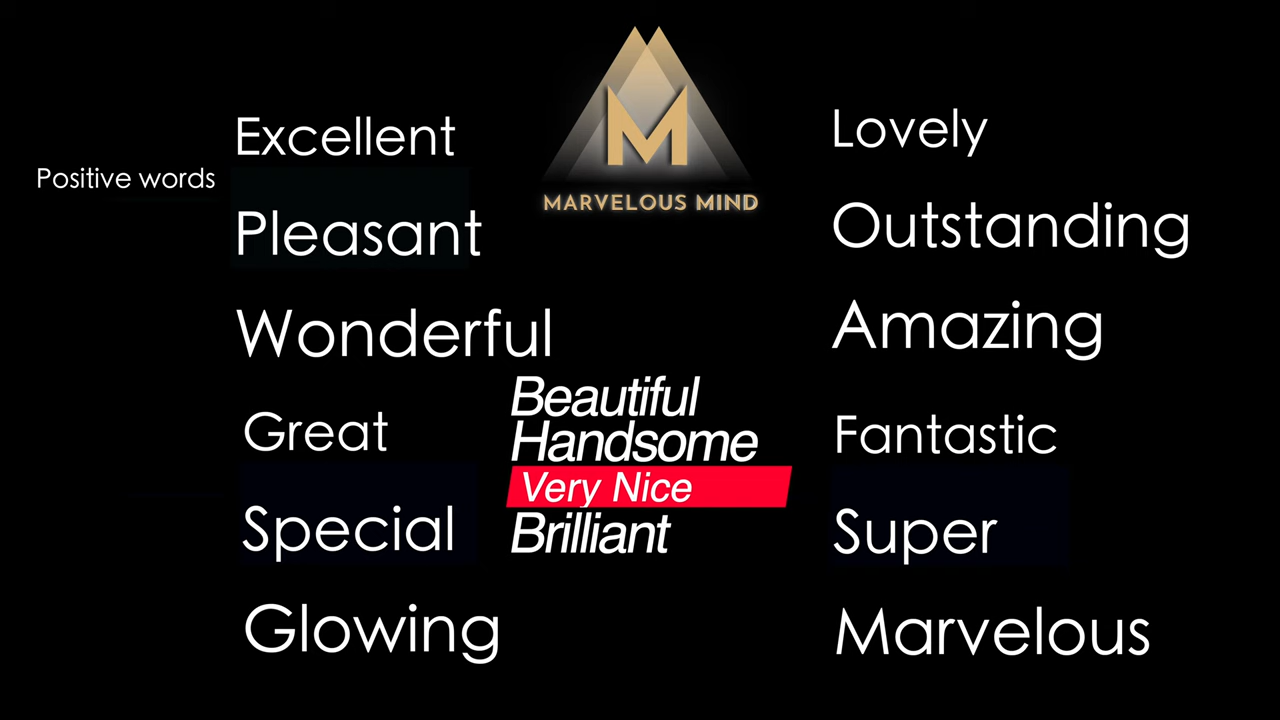 Positive words
Excellent
Pleasant
Wonderful
Great
Special
Glowing
M
MARVELOUS MIND
Beautiful
Handsome
Very Nice
Brilliant
Lovely
Outstanding
Amazing
Fantastic
Super
Marvelous